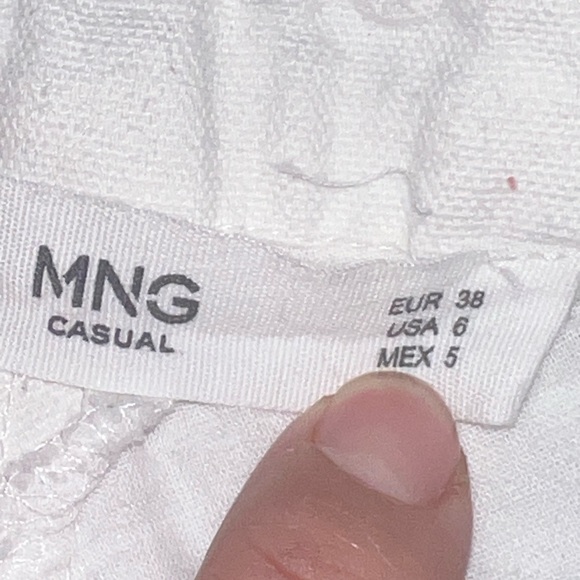 MNG
CASUAL
EUR 38
USA 6
MEX 5